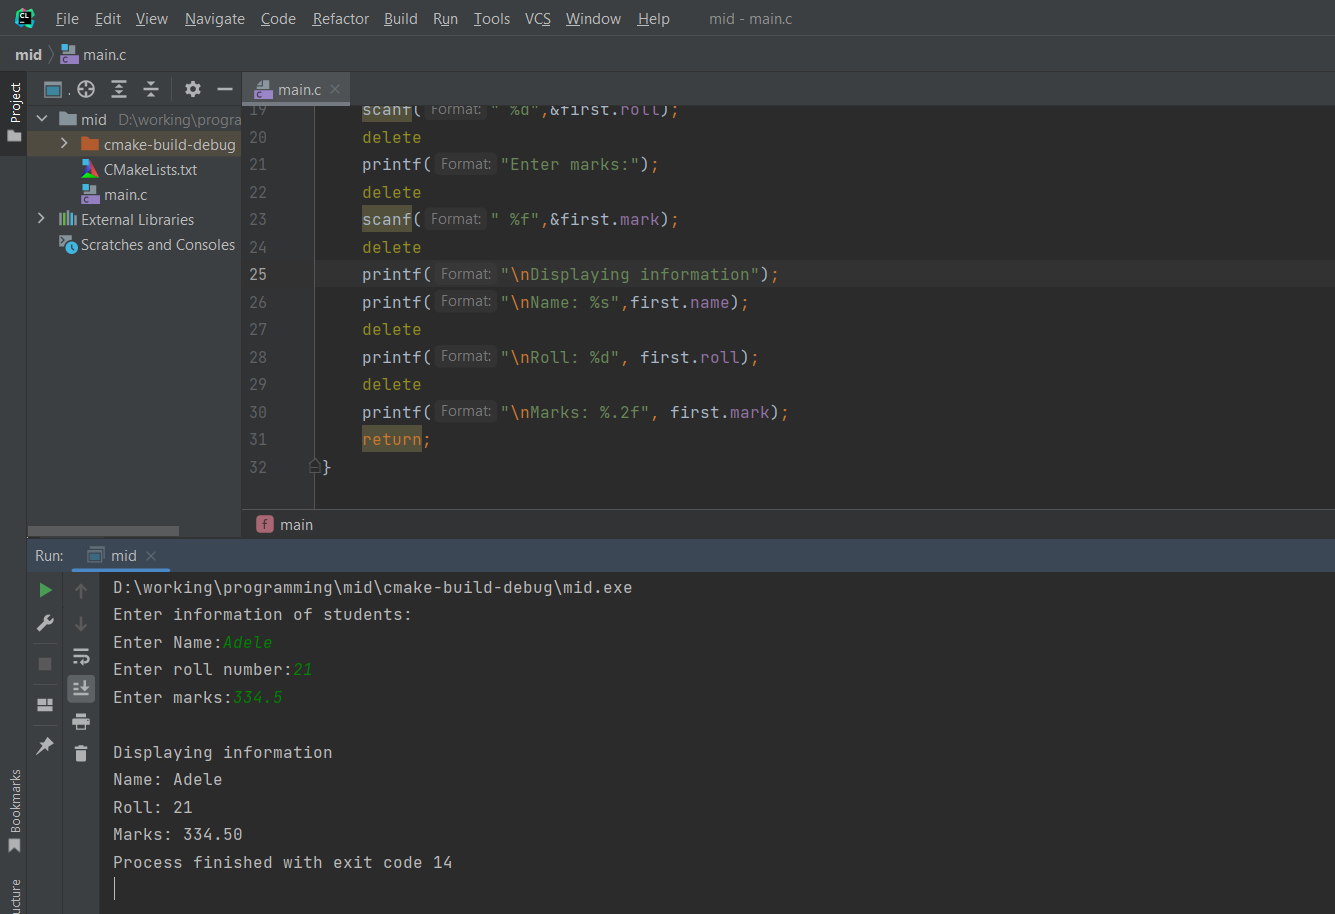 File Edit View Navigate Code Refactor Build Run Tools VCS Window Help mid - main.c
mid main.c
Project
main.c
mid D:\working\progra
cmake-build-debug
CMakeLists.txt
main.c
External Libraries
Scratches and Consoles
19 scanf( Format: " %d",&first.roll);
20 delete
21 printf( Format: "Enter marks:");
22 delete
23 scanf( Format: " %f",&first.mark);
24 delete
25 printf( Format: "\nDisplaying information");
26 printf( Format: "\nName: %s",first.name);
27 delete
28 printf( Format: "\nRoll: %d", first.roll);
29 delete
30 printf( Format: "\nMarks: %.2f", first.mark);
31 return;
32 }
f main
Run: mid
D:\working\programming\mid\cmake-build-debug\mid.exe
Enter information of students:
Enter Name:Adele
Enter roll number:21
Enter marks:334.5
Displaying information
Name: Adele
Roll: 21
Marks: 334.50
Process finished with exit code 14
Bookmarks
ucture